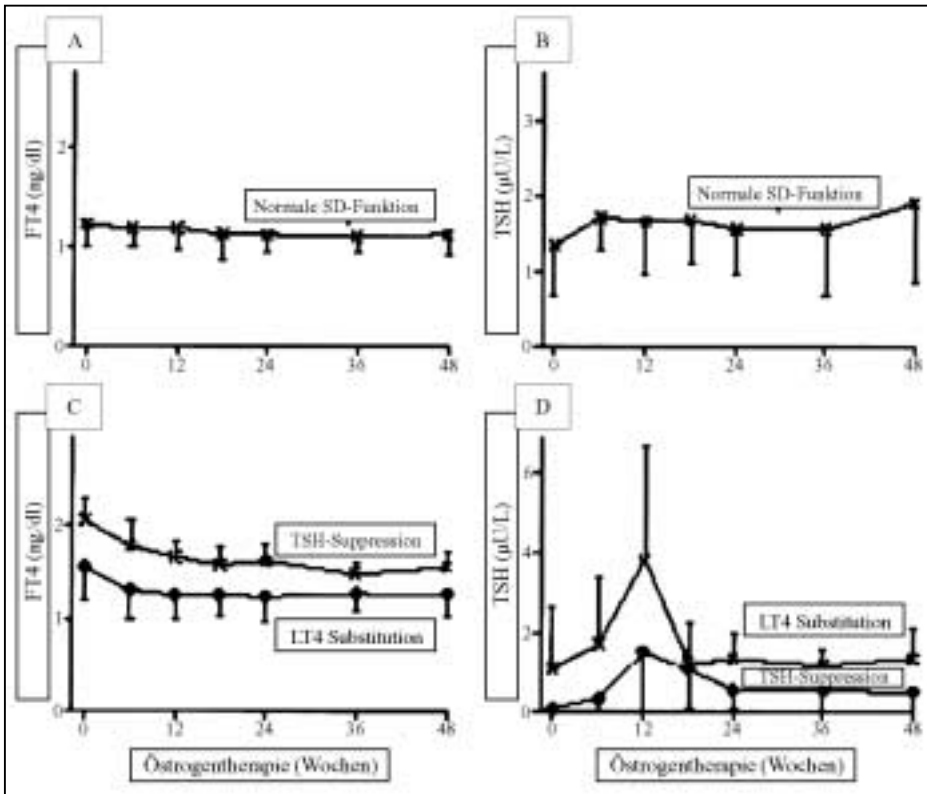 A
FT4 (ng/dl)
2
1
0
Normale SD-Funktion
0 12 24 36 48
B
TSH (µU/L)
3
2
1
0
Normale SD-Funktion
0 12 24 36 48
C
FT4 (ng/dl)
2
1
0
TSH-Suppression
LT4 Substitution
0 12 24 36 48
Östrogentherapie (Wochen)
D
TSH (µU/L)
6
4
2
0
LT4 Substitution
TSH-Suppression
0 12 24 36 48
Östrogentherapie (Wochen)